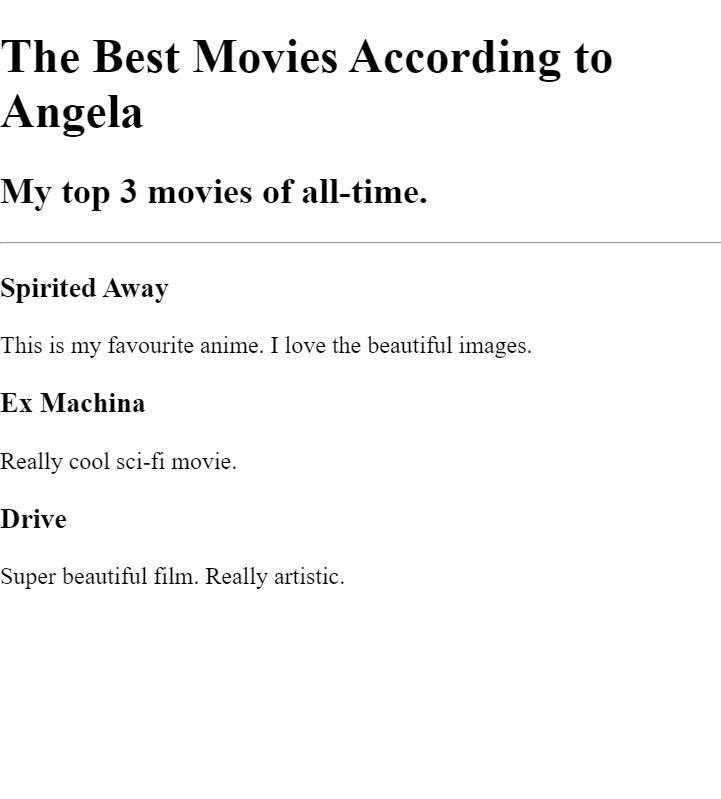 The Best Movies According to
Angela
My top 3 movies of all-time.
Spirited Away
This is my favourite anime. I love the beautiful images.
Ex Machina
Really cool sci-fi movie.
Drive
Super beautiful film. Really artistic.